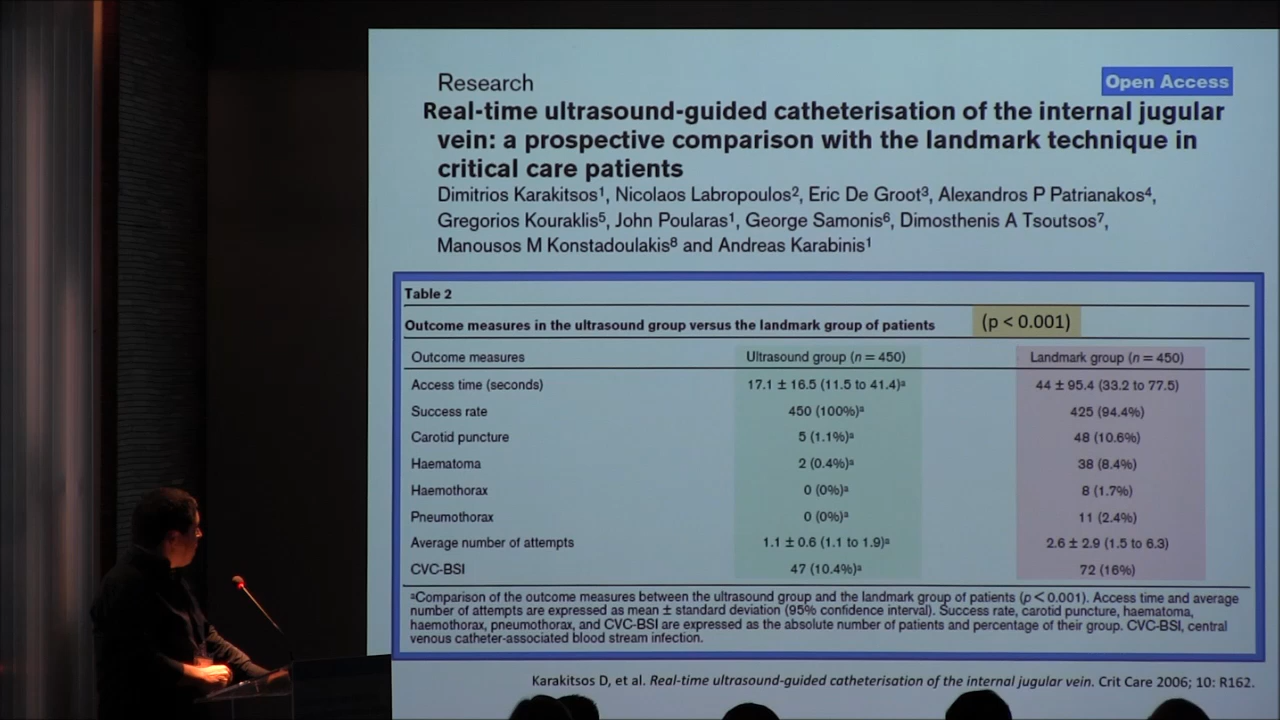 Research
Open Access
Real-time ultrasound-guided catheterisation of the internal jugular
vein: a prospective comparison with the landmark technique in
critical care patients
Dimitrios Karakitsos¹, Nicolaos Labropoulos², Eric De Groot³, Alexandros P Patrianakos⁴,
Gregorios Kouraklis⁵, John Poularas¹, George Samonis⁶, Dimosthenis A Tsoutsos⁷,
Manousos M Konstadoulakis⁸ and Andreas Karabinis¹
Table 2
Outcome measures in the ultrasound group versus the landmark group of patients (p < 0.001)
Outcome measures Ultrasound group (n = 450) Landmark group (n = 450)
Access time (seconds) 17.1 ± 16.5 (11.5 to 41.4)ᵃ 44 ± 95.4 (33.2 to 77.5)
Success rate 450 (100%)ᵃ 425 (94.4%)
Carotid puncture 5 (1.1%)ᵃ 48 (10.6%)
Haematoma 2 (0.4%)ᵃ 38 (8.4%)
Haemothorax 0 (0%)ᵃ 8 (1.7%)
Pneumothorax 0 (0%)ᵃ 11 (2.4%)
Average number of attempts 1.1 ± 0.6 (1.1 to 1.9)ᵃ 2.6 ± 2.9 (1.5 to 6.3)
CVC-BSI 47 (10.4%)ᵃ 72 (16%)
ᵃComparison of the outcome measures between the ultrasound group and the landmark group of patients (p < 0.001). Access time and average
number of attempts are expressed as mean ± standard deviation (95% confidence interval). Success rate, carotid puncture, haematoma,
haemothorax, pneumothorax, and CVC-BSI are expressed as the absolute number of patients and percentage of their group. CVC-BSI, central
venous catheter-associated blood stream infection.
Karakitsos D, et al. Real-time ultrasound-guided catheterisation of the internal jugular vein. Crit Care 2006; 10: R162.